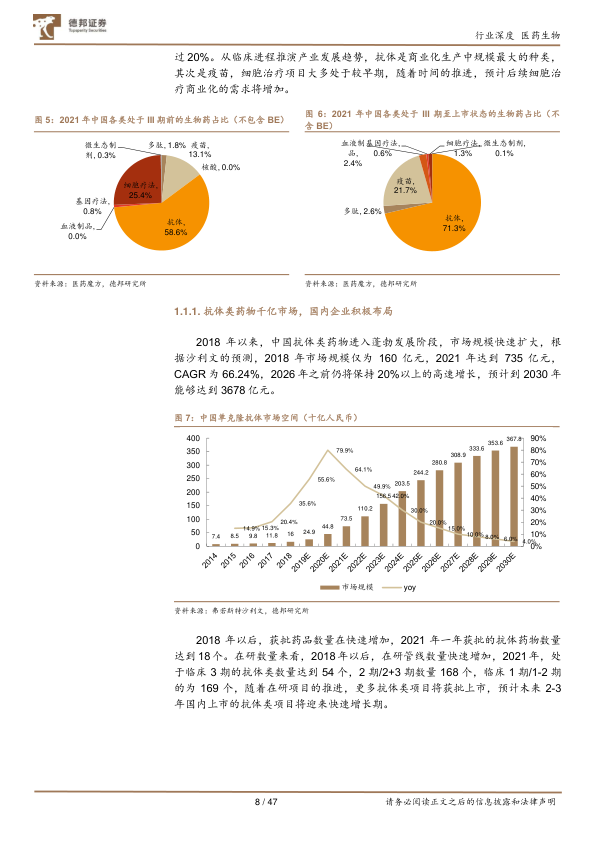 德邦证券
Topsperity Securities
行业深度 医药生物
过 20%。从临床进程推演产业发展趋势，抗体是商业化生产中规模最大的种类，
其次是疫苗，细胞治疗项目大多处于较早期，随着时间的推进，预计后续细胞治
疗商业化的需求将增加。
图 5：2021 年中国各类处于 III 期前的生物药占比（不包含 BE）
微生态制
剂, 0.3%
多肽, 1.8%
疫苗,
13.1%
核酸, 0.0%
细胞疗法,
25.4%
基因疗法,
0.8%
血液制品,
0.0%
抗体,
58.6%
资料来源：医药魔方，德邦研究所
图 6：2021 年中国各类处于 III 期至上市状态的生物药占比（不
含 BE）
血液制
品,
2.4%
基因疗法,
0.6%
细胞疗法,
1.3%
微生态制剂,
0.1%
疫苗,
21.7%
多肽, 2.6%
抗体,
71.3%
资料来源：医药魔方，德邦研究所
1.1.1. 抗体类药物千亿市场，国内企业积极布局
2018 年以来，中国抗体类药物进入蓬勃发展阶段，市场规模快速扩大，根
据沙利文的预测，2018 年市场规模仅为 160 亿元，2021 年达到 735 亿元，
CAGR 为 66.24%，2026 年之前仍将保持 20%以上的高速增长，预计到 2030 年
能够达到 3678 亿元。
图 7：中国单克隆抗体市场空间（十亿人民币）
400
350
300
250
200
150
100
50
0
90%
80%
70%
60%
50%
40%
30%
20%
10%
0%
7.4 8.5 9.8 11.8 16 24.9 44.8 73.5 110.2 156.5 203.5 244.2 280.8 308.9 333.6 353.6 367.8
14.9% 15.3% 20.4% 35.6% 55.6% 79.9% 64.1% 49.9% 42.0% 30.0% 20.0% 15.0% 10.0% 8.0% 6.0% 4.0%
2014 2015 2016 2017 2018 2019E 2020E 2021E 2022E 2023E 2024E 2025E 2026E 2027E 2028E 2029E 2030E
市场规模 yoy
资料来源：弗若斯特沙利文，德邦研究所
2018 年以后，获批药品数量在快速增加，2021 年一年获批的抗体药物数量
达到 18 个。在研数量来看，2018 年以后，在研管线数量快速增加，2021 年，处
于临床 3 期的抗体类数量达到 54 个，2 期/2+3 期数量 168 个，临床 1 期/1-2 期
的为 169 个，随着在研项目的推进，更多抗体类项目将获批上市，预计未来 2-3
年国内上市的抗体类项目将迎来快速增长期。
8 / 47
请务必阅读正文之后的信息披露和法律声明